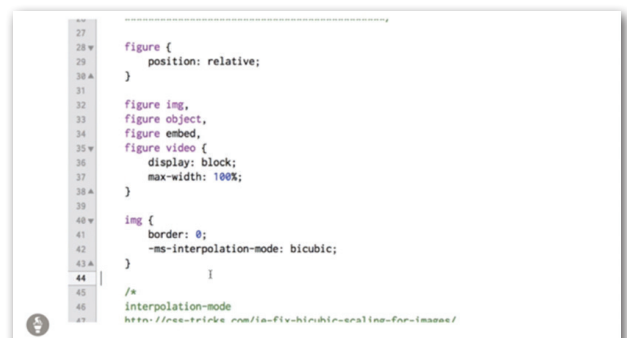 27
28 figure {
29 position: relative;
30 }
31
32 figure img,
33 figure object,
34 figure embed,
35 figure video {
36 display: block;
37 max-width: 100%;
38 }
39
40 img {
41 border: 0;
42 -ms-interpolation-mode: bicubic;
43 }
44
45 /*
46 interpolation-mode
47 http://css-tricks.com/ie-fix-bicubic-scaling-for-images/